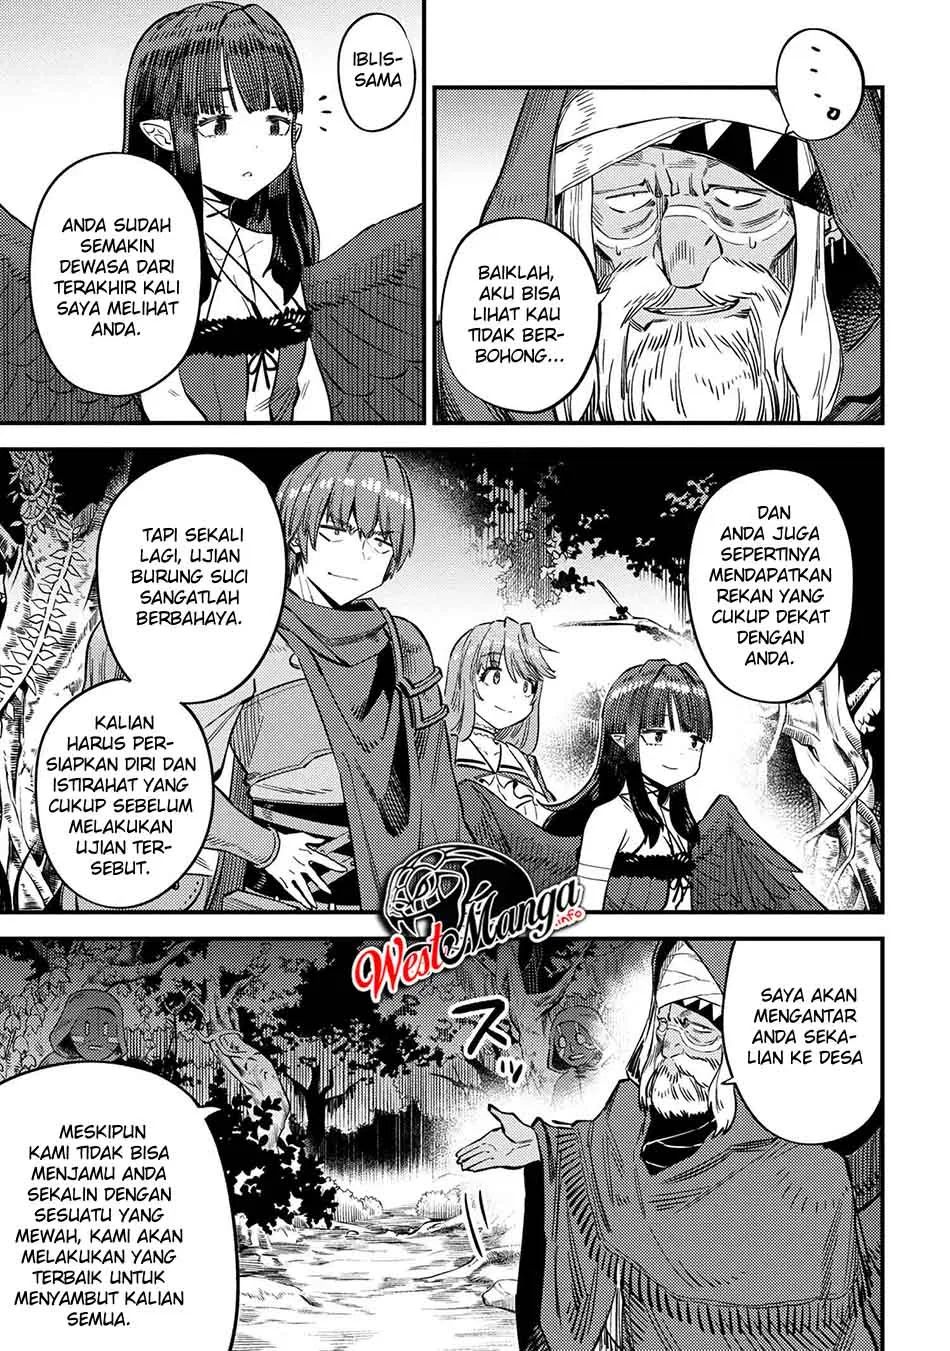 . . .
BAIKLAH,
AKU BISA
LIHAT KAU
TIDAK BER-
BOHONG...
IBLIS-
SAMA
ANDA SUDAH
SEMAKIN
DEWASA DARI
TERAKHIR KALI
SAYA MELIHAT
ANDA.
DAN
ANDA JUGA
SEPERTINYA
MENDAPATKAN
REKAN YANG
CUKUP DEKAT
DENGAN
ANDA.
TAPI SEKALI
LAGI, UJIAN
BURUNG SUCI
SANGATLAH
BERBAHAYA.
KALIAN
HARUS PER-
SIAPKAN DIRI DAN
ISTIRAHAT YANG
CUKUP SEBELUM
MELAKUKAN
UJIAN TER-
SEBUT.
WestManga
.info
SAYA AKAN
MENGANTAR
ANDA SEKA-
LIAN KE DESA
スッ
MESKIPUN
KAMI TIDAK BISA
MENJAMU ANDA
SEKALIN DENGAN
SESUATU YANG
MEWAH, KAMI AKAN
MELAKUKAN YANG
TERBAIK UNTUK
MENYAMBUT KALIAN
SEMUA.